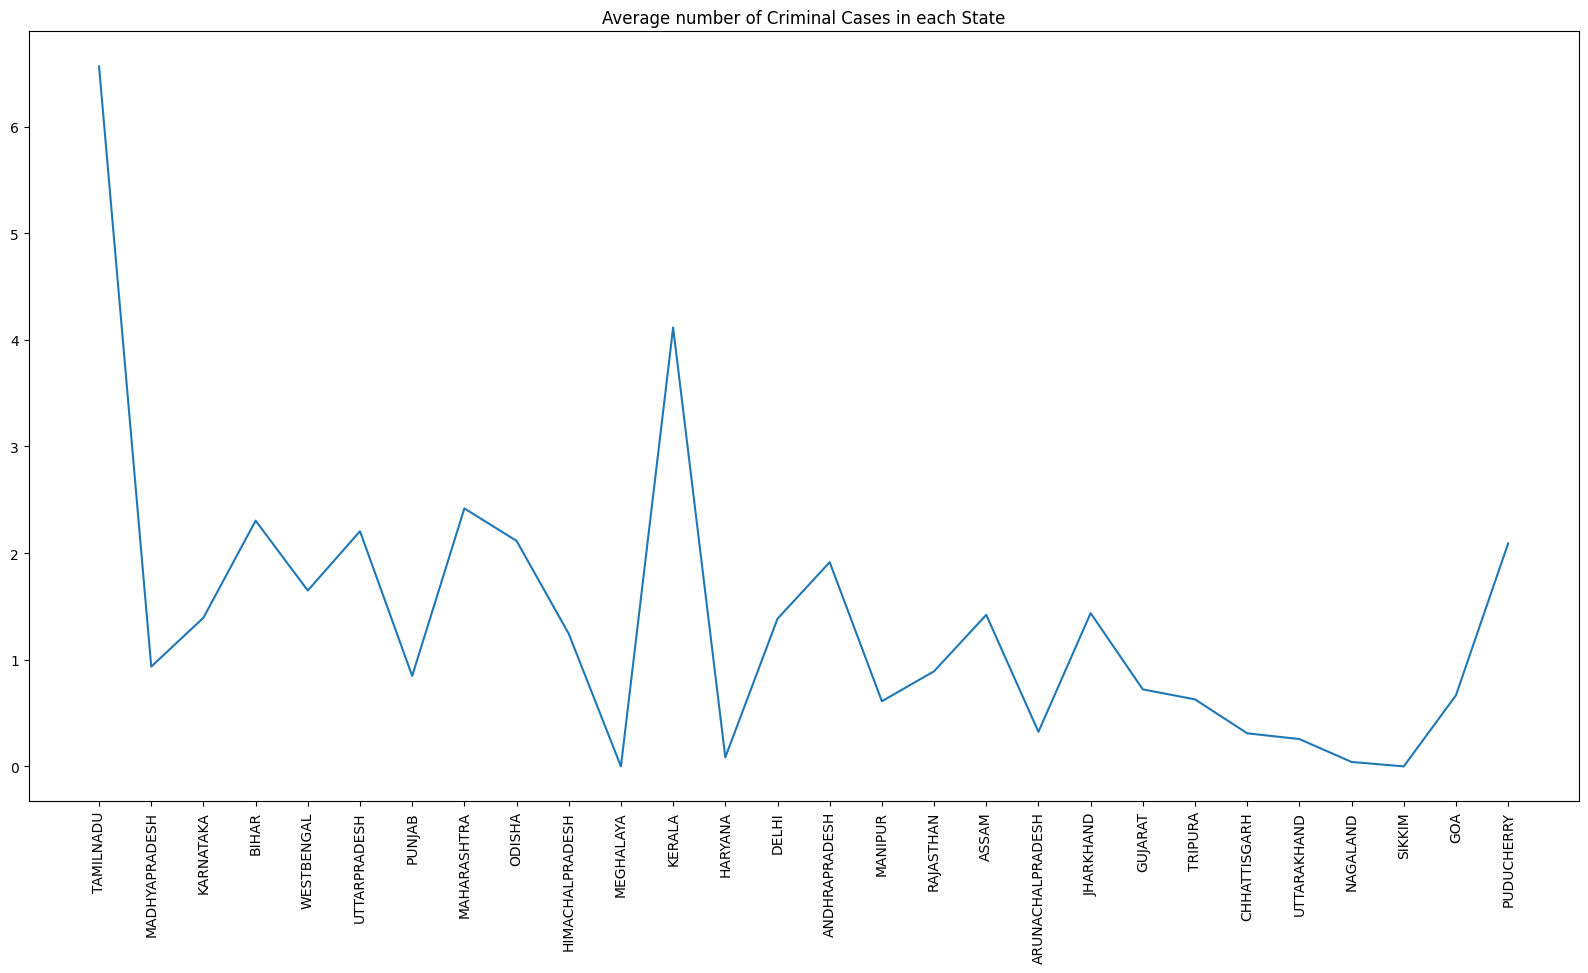 Average number of Criminal Cases in each State
6
5
4
3
2
1
0
TAMILNADU
MADHYAPRADESH
KARNATAKA
BIHAR
WESTBENGAL
UTTARPRADESH
PUNJAB
MAHARASHTRA
ODISHA
HIMACHALPRADESH
MEGHALAYA
KERALA
HARYANA
DELHI
ANDHRAPRADESH
MANIPUR
RAJASTHAN
ASSAM
ARUNACHALPRADESH
JHARKHAND
GUJARAT
TRIPURA
CHHATTISGARH
UTTARAKHAND
NAGALAND
SIKKIM
GOA
PUDUCHERRY